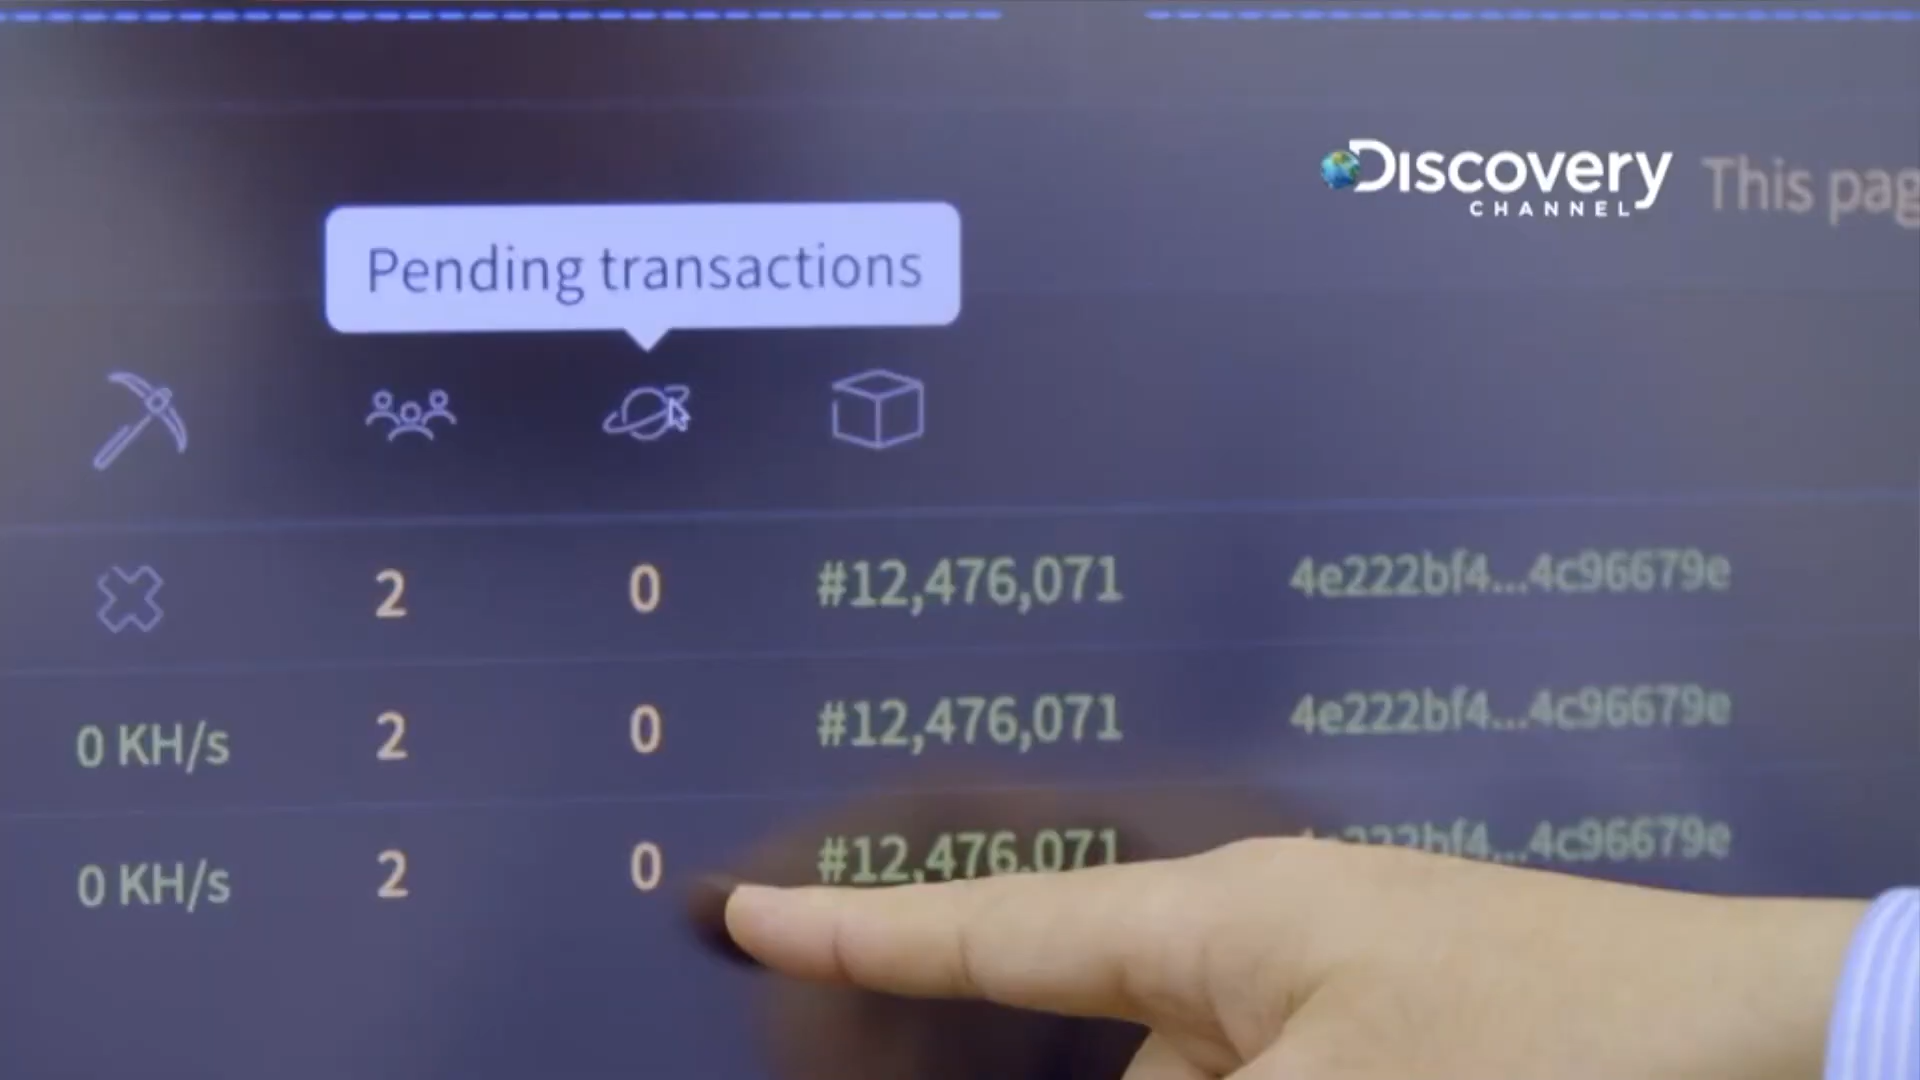 Discovery
CHANNEL
This pag
Pending transactions
2 0 #12,476,071 4e222bf4...4c96679e
0 KH/s 2 0 #12,476,071 4e222bf4...4c96679e
0 KH/s 2 0 #12,476,071 4e222bf4...4c96679e